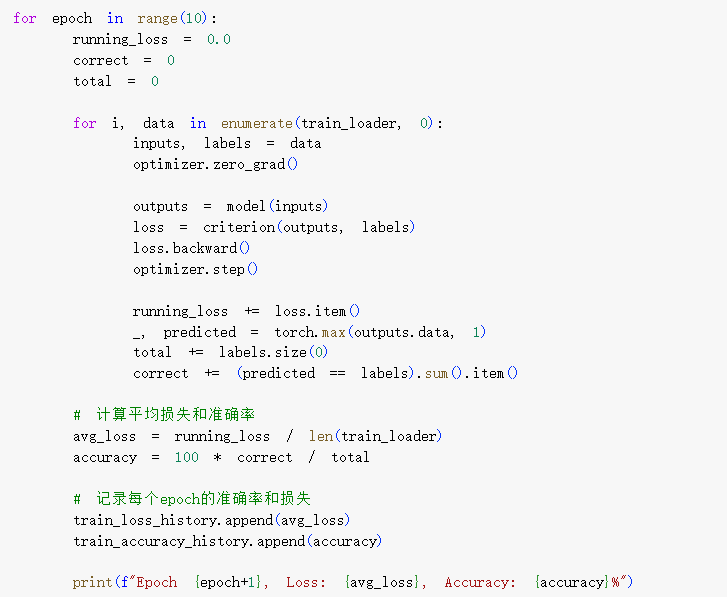 for epoch in range(10):
    running_loss = 0.0
    correct = 0
    total = 0

    for i, data in enumerate(train_loader, 0):
        inputs, labels = data
        optimizer.zero_grad()

        outputs = model(inputs)
        loss = criterion(outputs, labels)
        loss.backward()
        optimizer.step()

        running_loss += loss.item()
        _, predicted = torch.max(outputs.data, 1)
        total += labels.size(0)
        correct += (predicted == labels).sum().item()

    # 计算平均损失和准确率
    avg_loss = running_loss / len(train_loader)
    accuracy = 100 * correct / total

    # 记录每个epoch的准确率和损失
    train_loss_history.append(avg_loss)
    train_accuracy_history.append(accuracy)

    print(f"Epoch {epoch+1}, Loss: {avg_loss}, Accuracy: {accuracy}%")